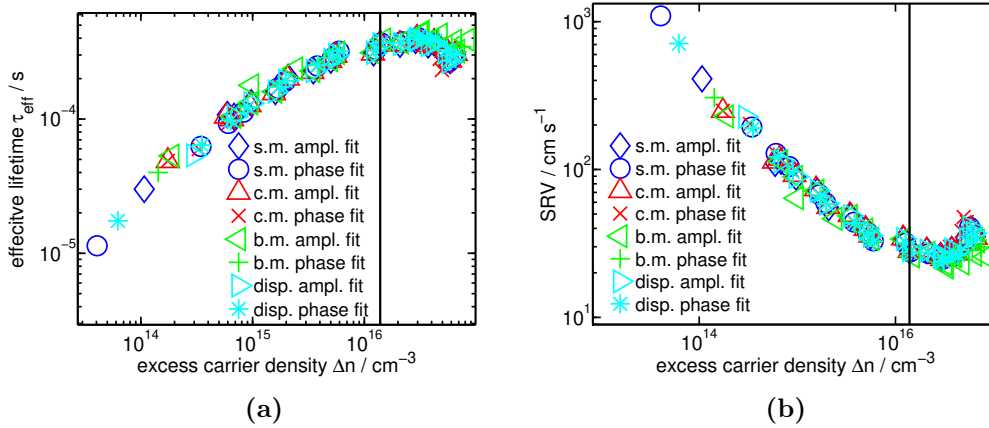 (a)
effecitve lifetime τ_eff / s
10^-4
10^-5
s.m. ampl. fit
s.m. phase fit
c.m. ampl. fit
c.m. phase fit
b.m. ampl. fit
b.m. phase fit
disp. ampl. fit
disp. phase fit
10^14 10^15 10^16
excess carrier density Δn / cm^-3
(b)
SRV / cm s^-1
10^3
10^2
10^1
s.m. ampl. fit
s.m. phase fit
c.m. ampl. fit
c.m. phase fit
b.m. ampl. fit
b.m. phase fit
disp. ampl. fit
disp. phase fit
10^14 10^16
excess carrier density Δn / cm^-3